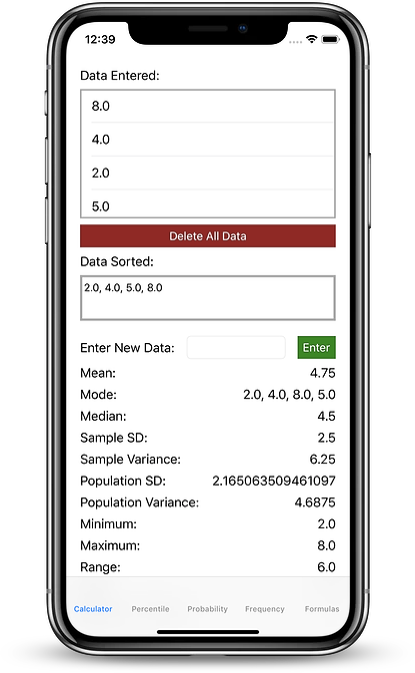 12:39
Data Entered:
8.0
4.0
2.0
5.0
Delete All Data
Data Sorted:
2.0, 4.0, 5.0, 8.0
Enter New Data: Enter
Mean: 4.75
Mode: 2.0, 4.0, 8.0, 5.0
Median: 4.5
Sample SD: 2.5
Sample Variance: 6.25
Population SD: 2.165063509461097
Population Variance: 4.6875
Minimum: 2.0
Maximum: 8.0
Range: 6.0
Calculator Percentile Probability Frequency Formulas